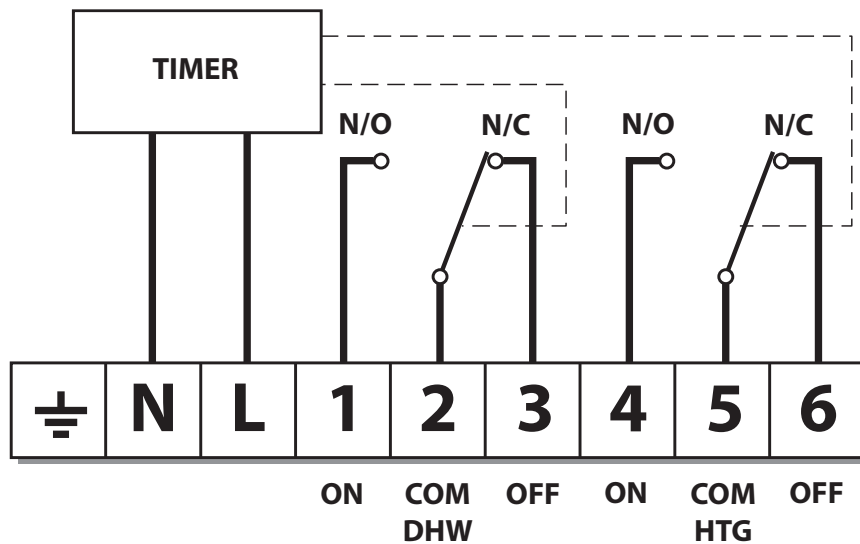 TIMER
N/O N/C N/O N/C
N L 1 2 3 4 5 6
ON COM OFF ON COM OFF
DHW HTG